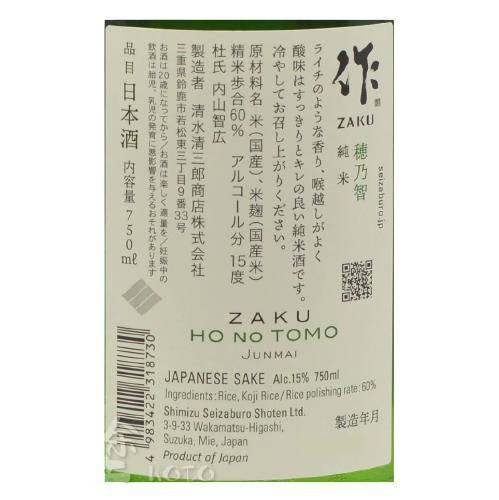 作
ZAKU
穂乃智
純米
seizaburo.jp
ライチのような香り、喉越しがよく
酸味はすっきりとキレの良い純米酒です。
冷やしてお召し上がりください。
原材料名 米（国産）、米麹（国産米）
精米歩合60% アルコール分 15度
杜氏 内山智広
製造者 清水清三郎商店株式会社
三重県鈴鹿市若松東三丁目9番33号
お酒は20歳になってから／お酒は楽しく適量を／妊娠中の
飲酒は胎児、乳児の発育に悪影響を与えるおそれがあります
品目 日本酒 内容量 750㎖
ZAKU
HO NO TOMO
JUNMAI
JAPANESE SAKE Alc.15% 750ml
Ingredients: Rice, Koji Rice/Rice polishing rate: 60%
Shimizu Seizaburo Shoten Ltd.
3-9-33 Wakamatsu-Higashi,
Suzuka, Mie, Japan
Product of Japan
製造年月
4 983422 318730
KOTO